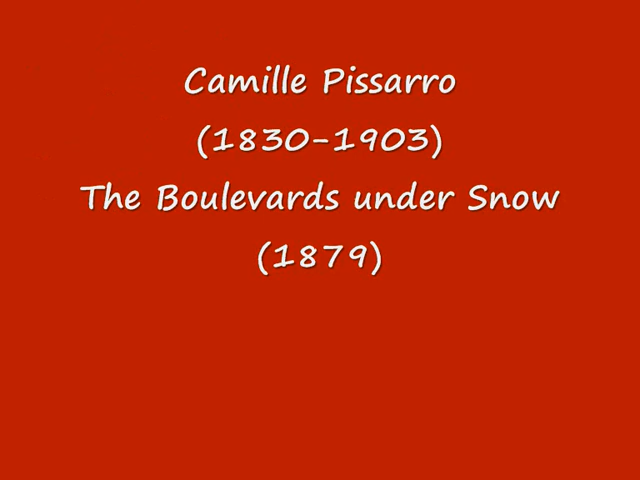 Camille Pissarro
(1830-1903)
The Boulevards under Snow
(1879)